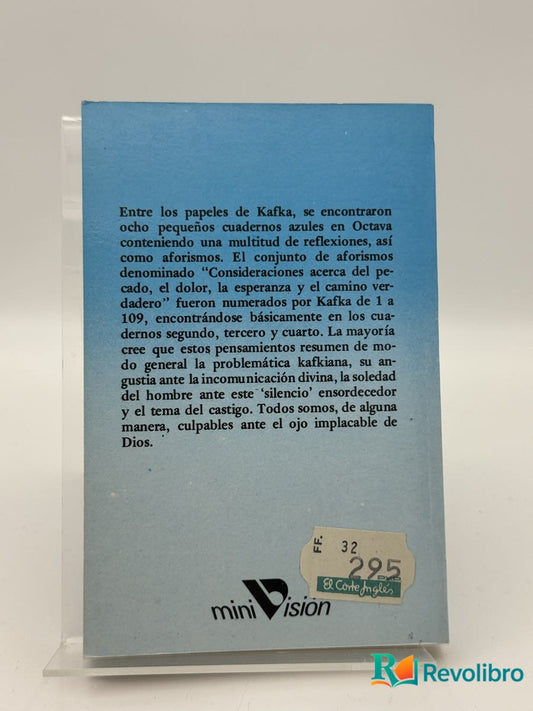 Entre los papeles de Kafka, se encontraron
ocho pequeños cuadernos azules en Octava
conteniendo una multitud de reflexiones, así
como aforismos. El conjunto de aforismos
denominado “Consideraciones acerca del pe-
cado, el dolor, la esperanza y el camino ver-
dadero” fueron numerados por Kafka de 1 a
109, encontrándose básicamente en los cua-
dernos segundo, tercero y cuarto. La mayoría
cree que estos pensamientos resumen de mo-
do general la problemática kafkiana, su an-
gustia ante la incomunicación divina, la soledad
del hombre ante este ‘silencio’ ensordecedor
y el tema del castigo. Todos somos, de alguna
manera, culpables ante el ojo implacable de
Dios.
FF. 32
295
El Corte Inglés
mini Visión
Revolibro